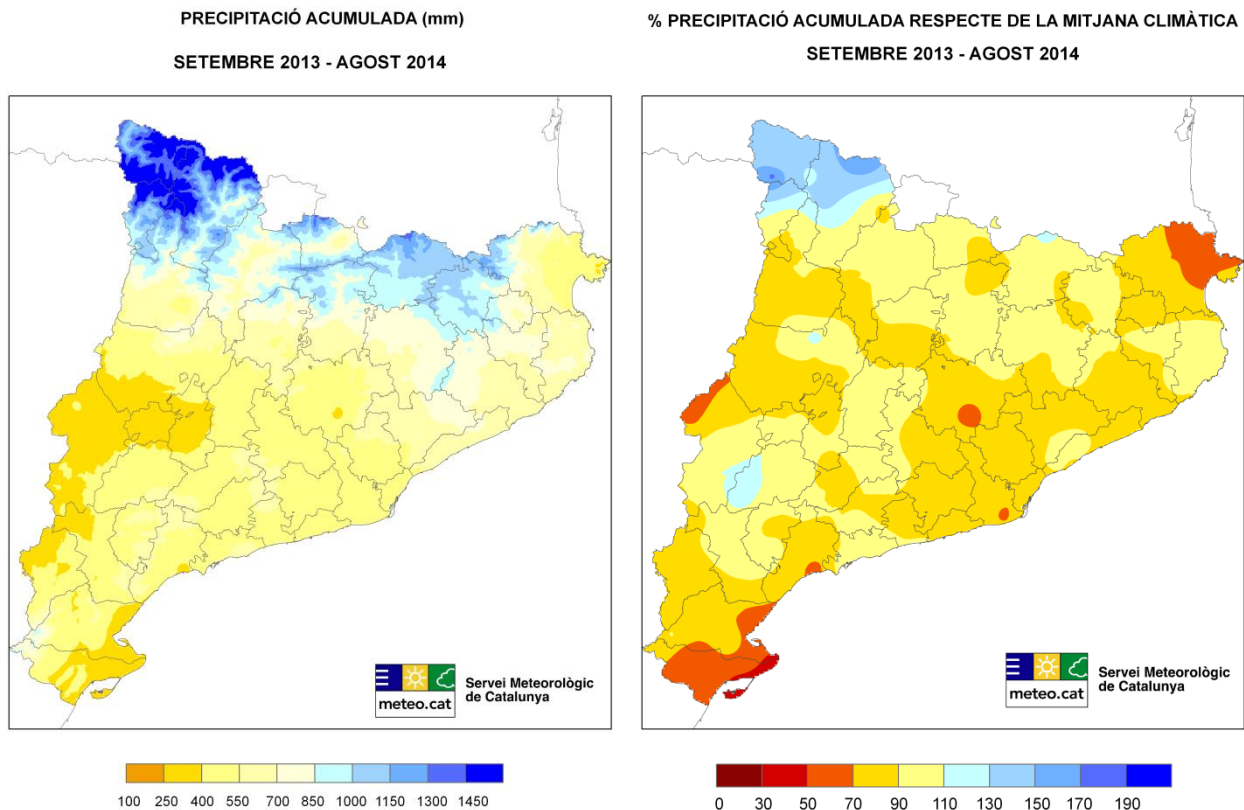 PRECIPITACIÓ ACUMULADA (mm)
SETEMBRE 2013 - AGOST 2014
% PRECIPITACIÓ ACUMULADA RESPECTE DE LA MITJANA CLIMÀTICA
SETEMBRE 2013 - AGOST 2014
meteo.cat
Servei Meteorològic
de Catalunya
meteo.cat
Servei Meteorològic
de Catalunya
100 250 400 550 700 850 1000 1150 1300 1450
0 30 50 70 90 110 130 150 170 190